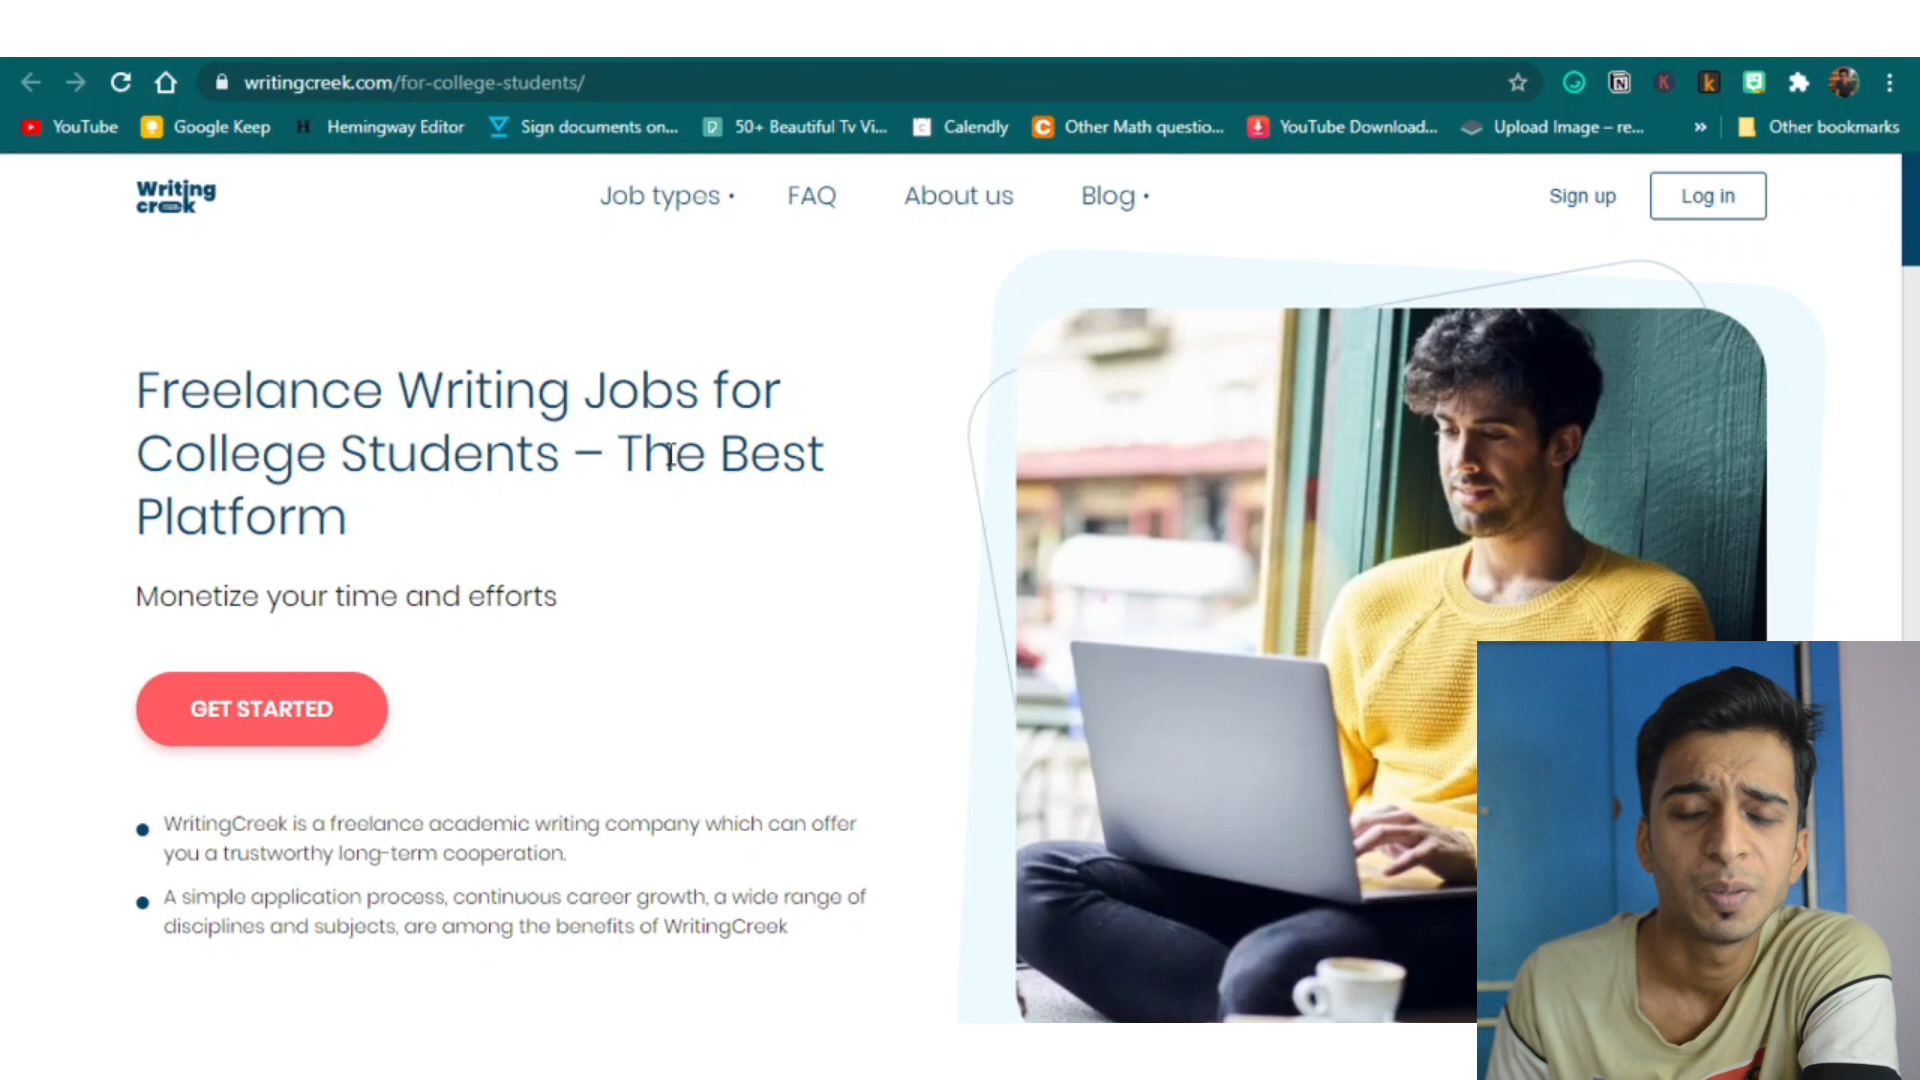 writingcreek.com/for-college-students/
YouTube Google Keep Hemingway Editor Sign documents on... 50+ Beautiful Tv Vi... Calendly Other Math questio... YouTube Download... Upload Image – re... » Other bookmarks
Writing
creek
Job types • FAQ About us Blog • Sign up Log in
Freelance Writing Jobs for
College Students – The Best
Platform
Monetize your time and efforts
GET STARTED
WritingCreek is a freelance academic writing company which can offer
you a trustworthy long-term cooperation.
A simple application process, continuous career growth, a wide range of
disciplines and subjects, are among the benefits of WritingCreek